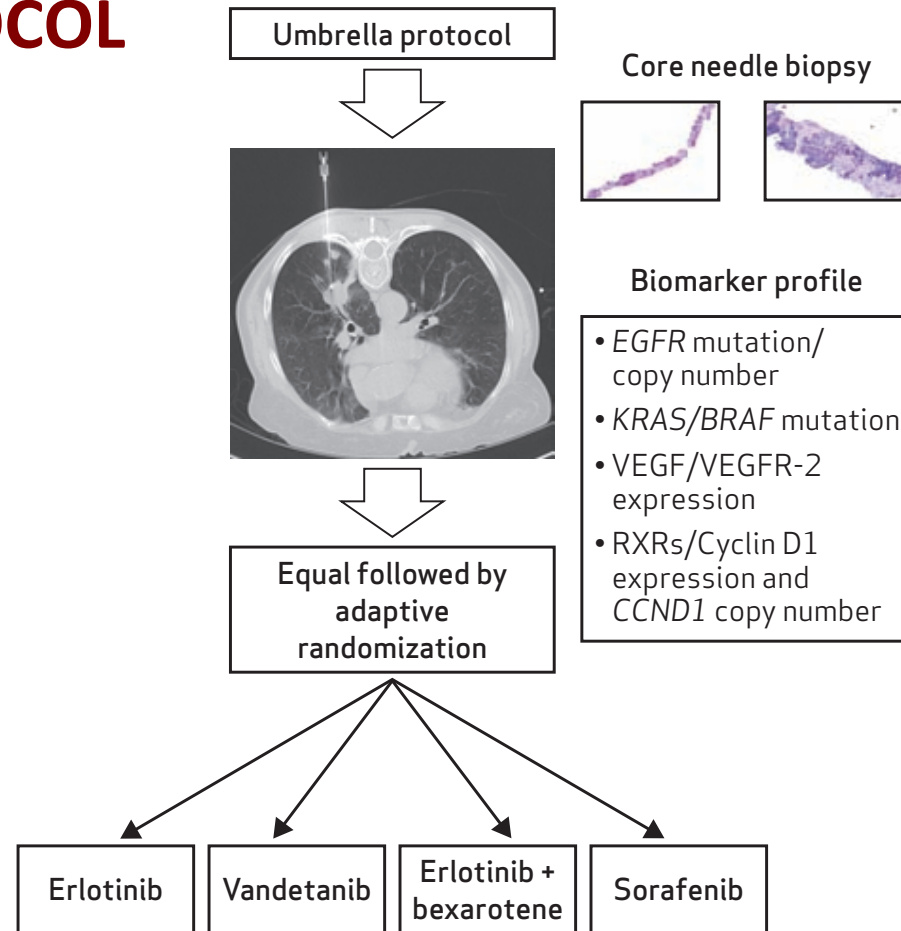 OCOL
Umbrella protocol
Core needle biopsy
Biomarker profile
• EGFR mutation/
copy number
• KRAS/BRAF mutation
• VEGF/VEGFR-2
expression
• RXRs/Cyclin D1
expression and
CCND1 copy number
Equal followed by
adaptive
randomization
Erlotinib
Vandetanib
Erlotinib +
bexarotene
Sorafenib